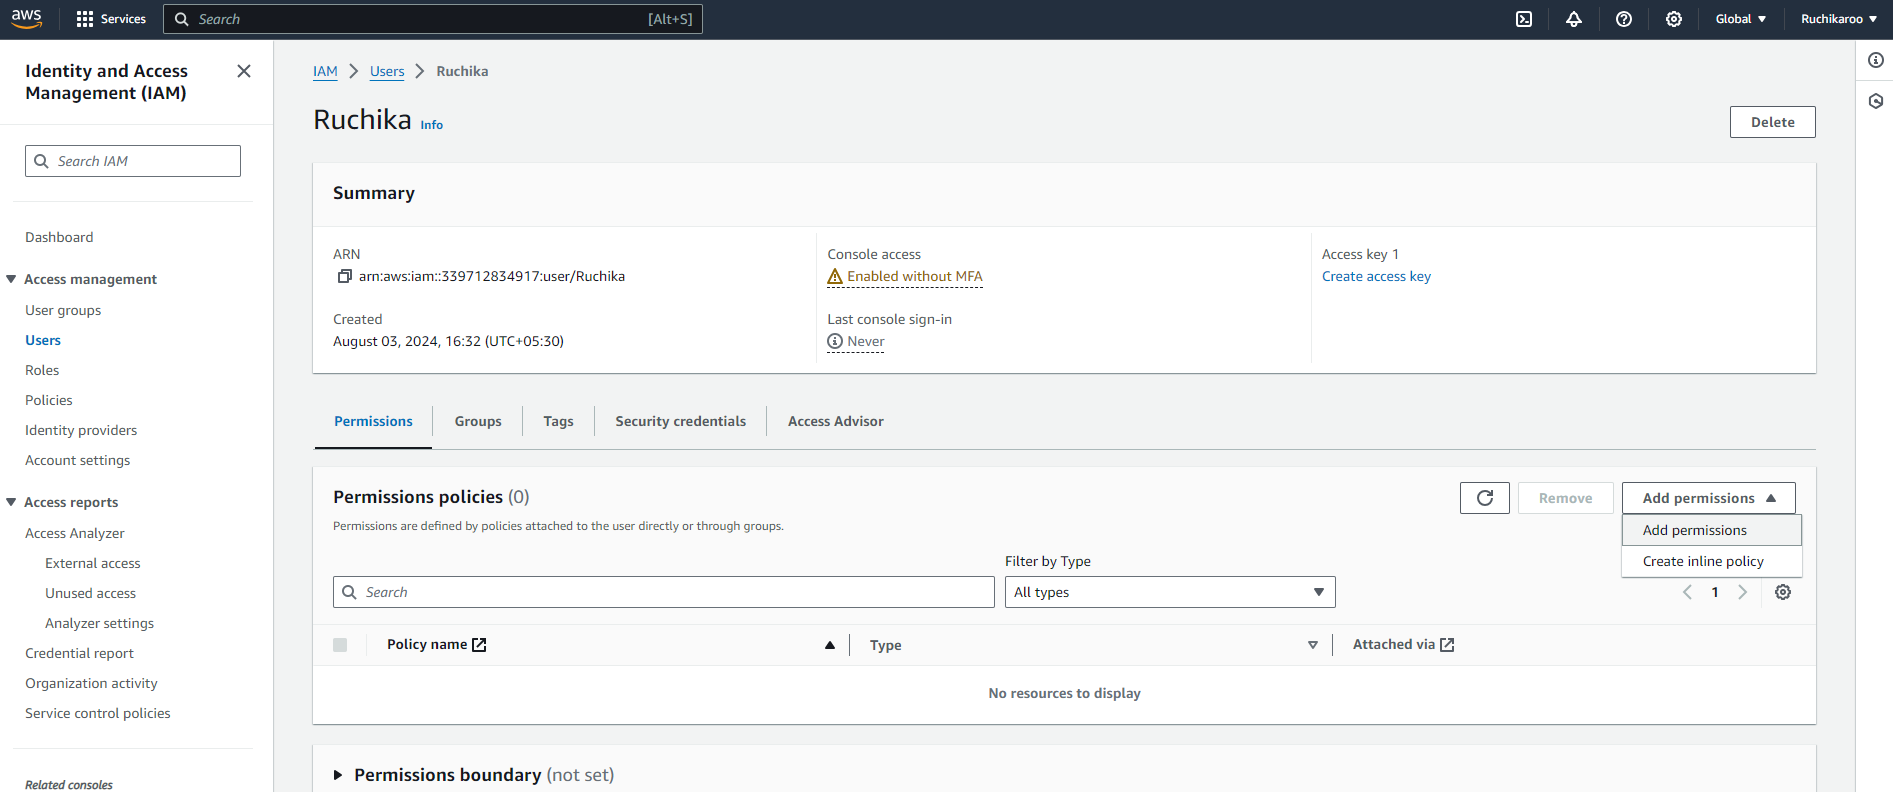 aws
Services
Search
[Alt+S]
Global
Ruchikaroo
Identity and Access
Management (IAM)
Search IAM
Dashboard
Access management
User groups
Users
Roles
Policies
Identity providers
Account settings
Access reports
Access Analyzer
External access
Unused access
Analyzer settings
Credential report
Organization activity
Service control policies
Related consoles
IAM > Users > Ruchika
Ruchika Info
Delete
Summary
ARN
arn:aws:iam::339712834917:user/Ruchika
Created
August 03, 2024, 16:32 (UTC+05:30)
Console access
Enabled without MFA
Last console sign-in
Never
Access key 1
Create access key
Permissions
Groups
Tags
Security credentials
Access Advisor
Permissions policies (0)
Permissions are defined by policies attached to the user directly or through groups.
Remove
Add permissions
Add permissions
Create inline policy
Filter by Type
Search
All types
1
Policy name
Type
Attached via
No resources to display
Permissions boundary (not set)